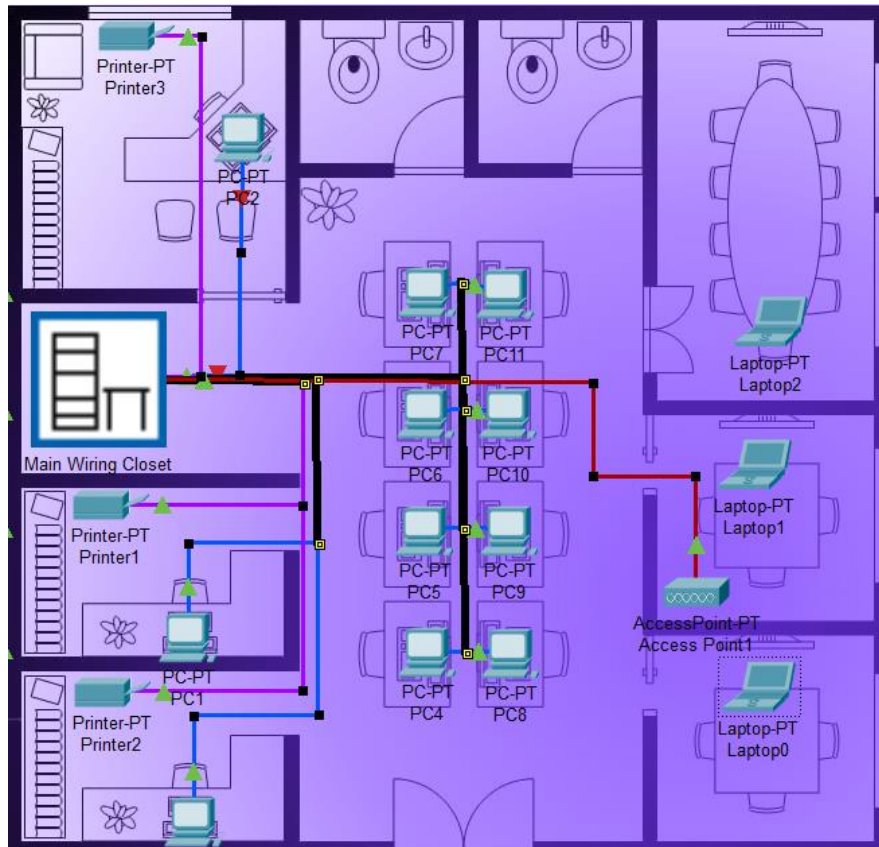 Printer-PT
Printer3
PC-PT
PC2
PC-PT
PC7
PC-PT
PC11
Laptop-PT
Laptop2
Main Wiring Closet
PC-PT
PC6
PC-PT
PC10
Laptop-PT
Laptop1
Printer-PT
Printer1
PC-PT
PC5
PC-PT
PC9
AccessPoint-PT
Access Point1
PC-PT
PC1
PC-PT
PC4
PC-PT
PC8
Printer-PT
Printer2
Laptop-PT
Laptop0